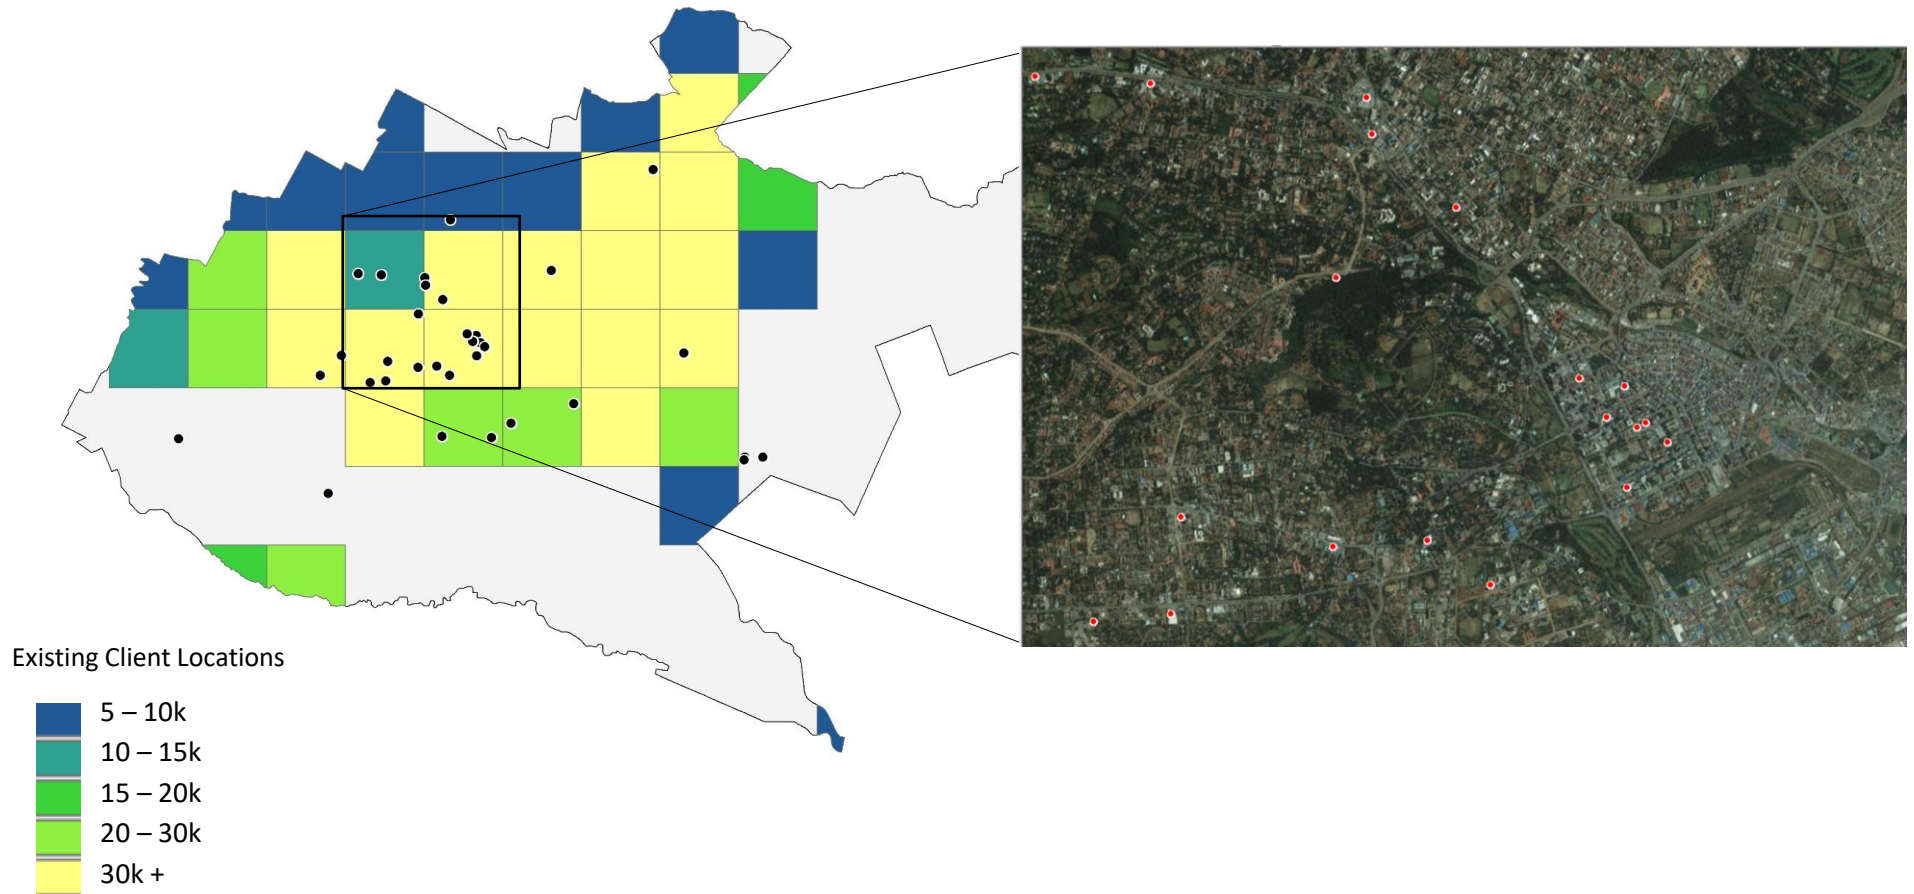 Existing Client Locations
5 – 10k
10 – 15k
15 – 20k
20 – 30k
30k +